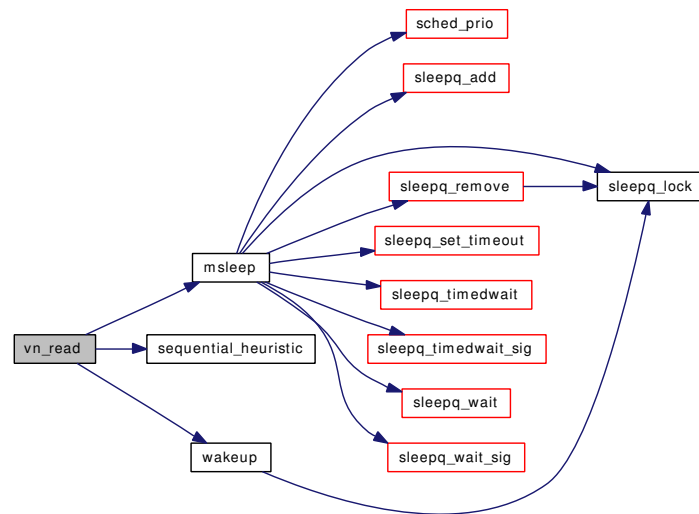 sched_prio
sleepq_add
sleepq_remove
sleepq_lock
sleepq_set_timeout
msleep
sleepq_timedwait
vn_read
sequential_heuristic
sleepq_timedwait_sig
sleepq_wait
wakeup
sleepq_wait_sig